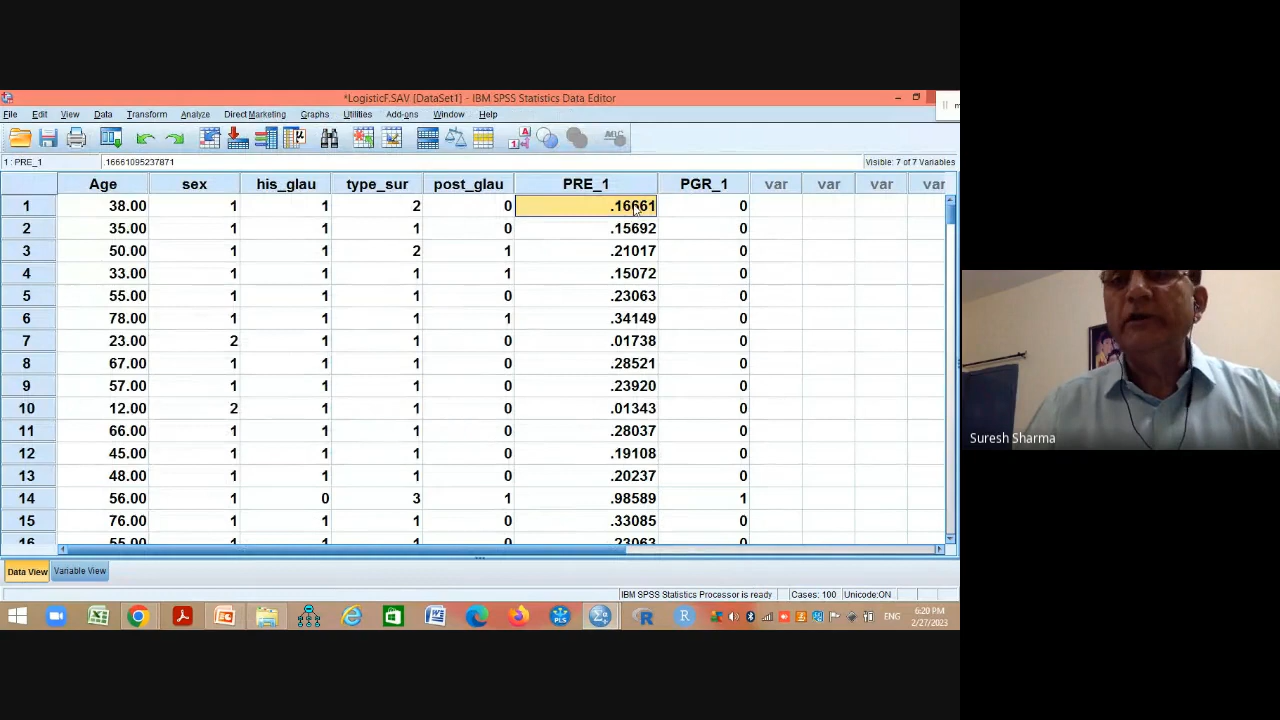 *LogisticF.SAV [DataSet1] - IBM SPSS Statistics Data Editor
File Edit View Data Transform Analyze Direct Marketing Graphs Utilities Add-ons Window Help
1 : PRE_1 .16661095237871 Visible: 7 of 7 Variables
Age sex his_glau type_sur post_glau PRE_1 PGR_1 var var var var
1 38.00 1 1 2 0 .16661 0
2 35.00 1 1 1 0 .15692 0
3 50.00 1 1 2 1 .21017 0
4 33.00 1 1 1 1 .15072 0
5 55.00 1 1 1 0 .23063 0
6 78.00 1 1 1 1 .34149 0
7 23.00 2 1 1 0 .01738 0
8 67.00 1 1 1 0 .28521 0
9 57.00 1 1 1 0 .23920 0
10 12.00 2 1 1 0 .01343 0
11 66.00 1 1 1 0 .28037 0
12 45.00 1 1 1 0 .19108 0
13 48.00 1 1 1 0 .20237 0
14 56.00 1 0 3 1 .98589 1
15 76.00 1 1 1 0 .33085 0
16 55.00 1 1 1 0 .23063 0
Data View Variable View
IBM SPSS Statistics Processor is ready Cases: 100 Unicode:ON
ENG
6:20 PM
2/27/2023
Suresh Sharma